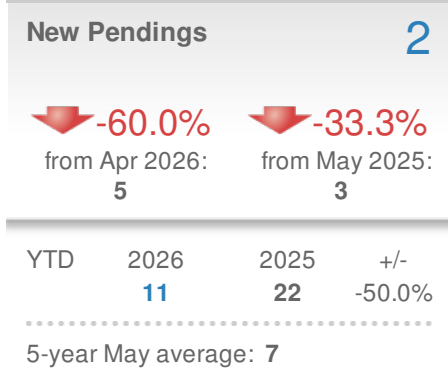 New Pendings 2
-60.0% -33.3%
from Apr 2026: from May 2025:
5 3
YTD 2026 2025 +/-
11 22 -50.0%
5-year May average: 7